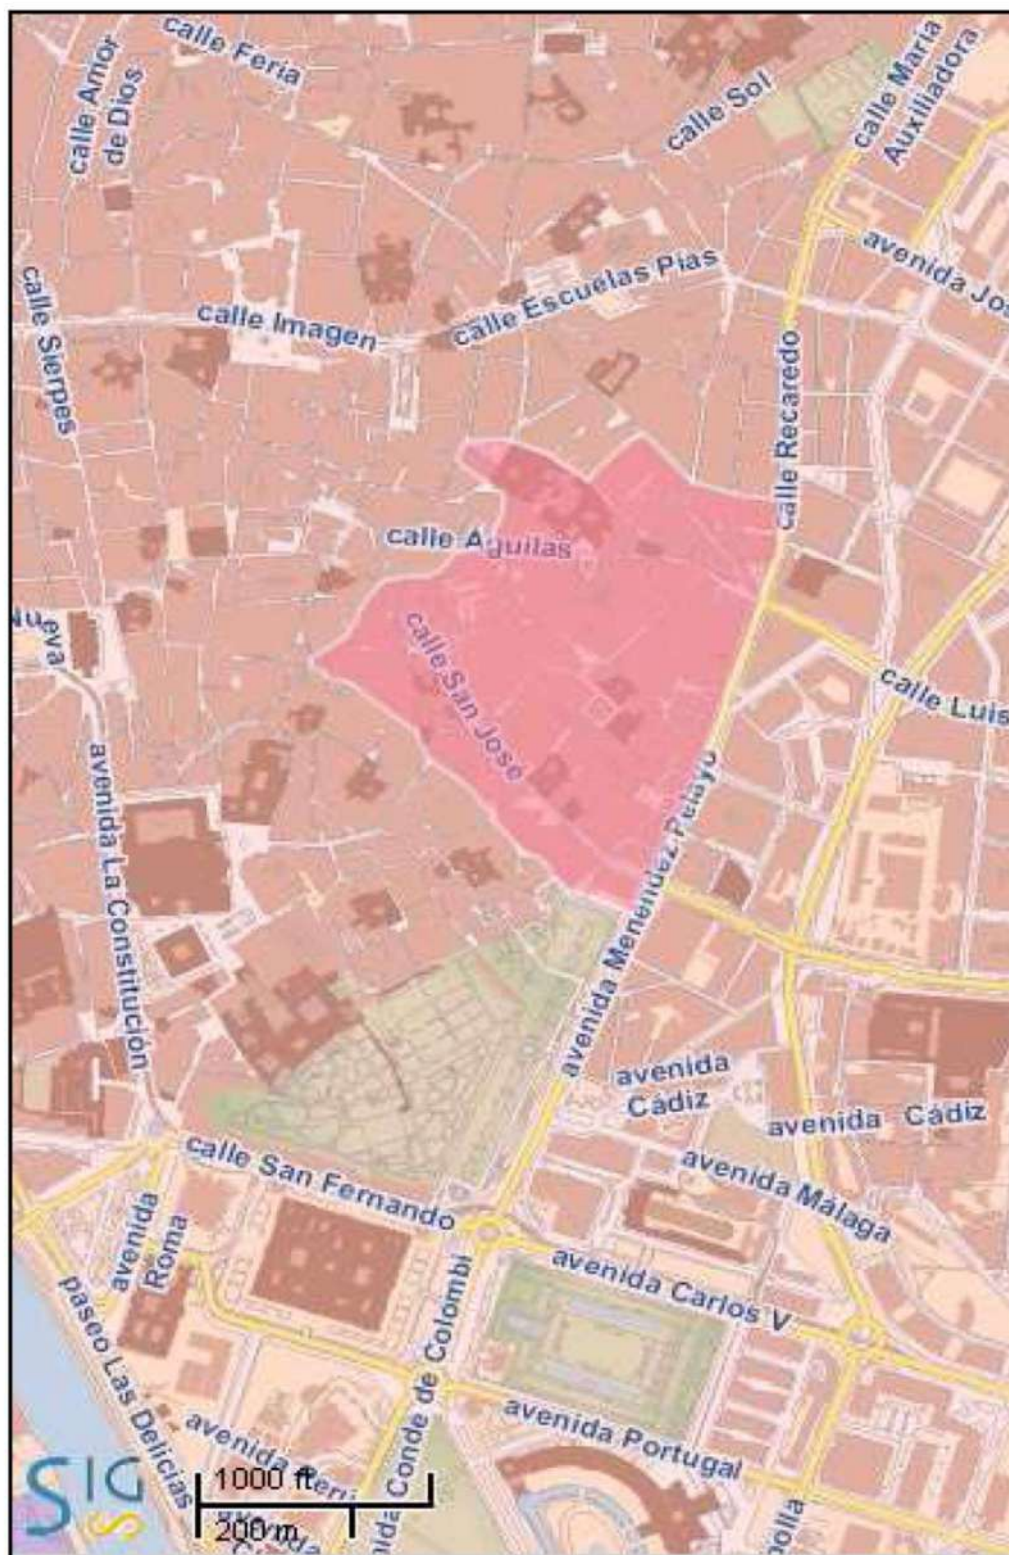 calle Feria
calle Amor
de Dios
calle Sol
calle María
Auxiliadora
avenida Jos
calle Sierpes
calle Imagen
calle Escuelas Pías
calle Recaredo
calle Aguilas
Nueva
calle San José
calle Luis
avenida La Constitución
avenida Menéndez Pelayo
avenida
Cádiz
avenida Cádiz
avenida Málaga
calle San Fernando
avenida
Roma
avenida Carlos V
paseo Las Delicias
Conde de Colombi
avenida Portugal
avenida
SIGS
1000 ft
200 m